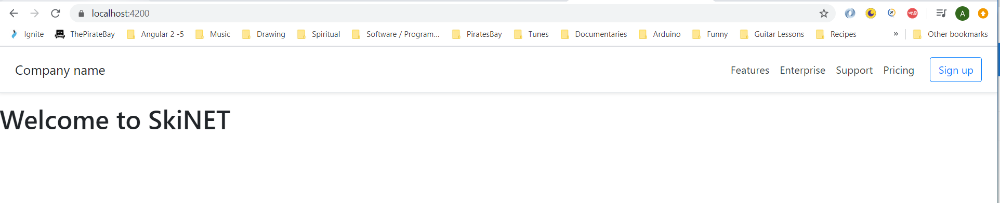 localhost:4200
Ignite ThePirateBay Angular 2 -5 Music Drawing Spiritual Software / Program... PiratesBay Tunes Documentaries Arduino Funny Guitar Lessons Recipes » Other bookmarks
Company name Features Enterprise Support Pricing Sign up
Welcome to SkiNET